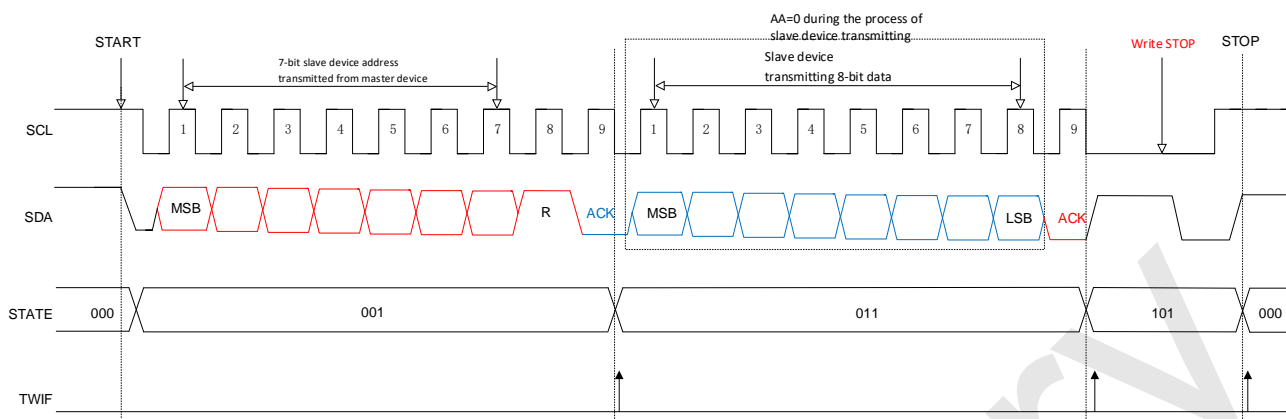 AA=0 during the process of
slave device transmitting
START
7-bit slave device address
transmitted from master device
Slave device
transmitting 8-bit data
Write STOP
STOP
SCL
1 2 3 4 5 6 7 8 9 1 2 3 4 5 6 7 8 9
SDA
MSB R ACK MSB LSB ACK
STATE
000 001 011 101 000
TWIF